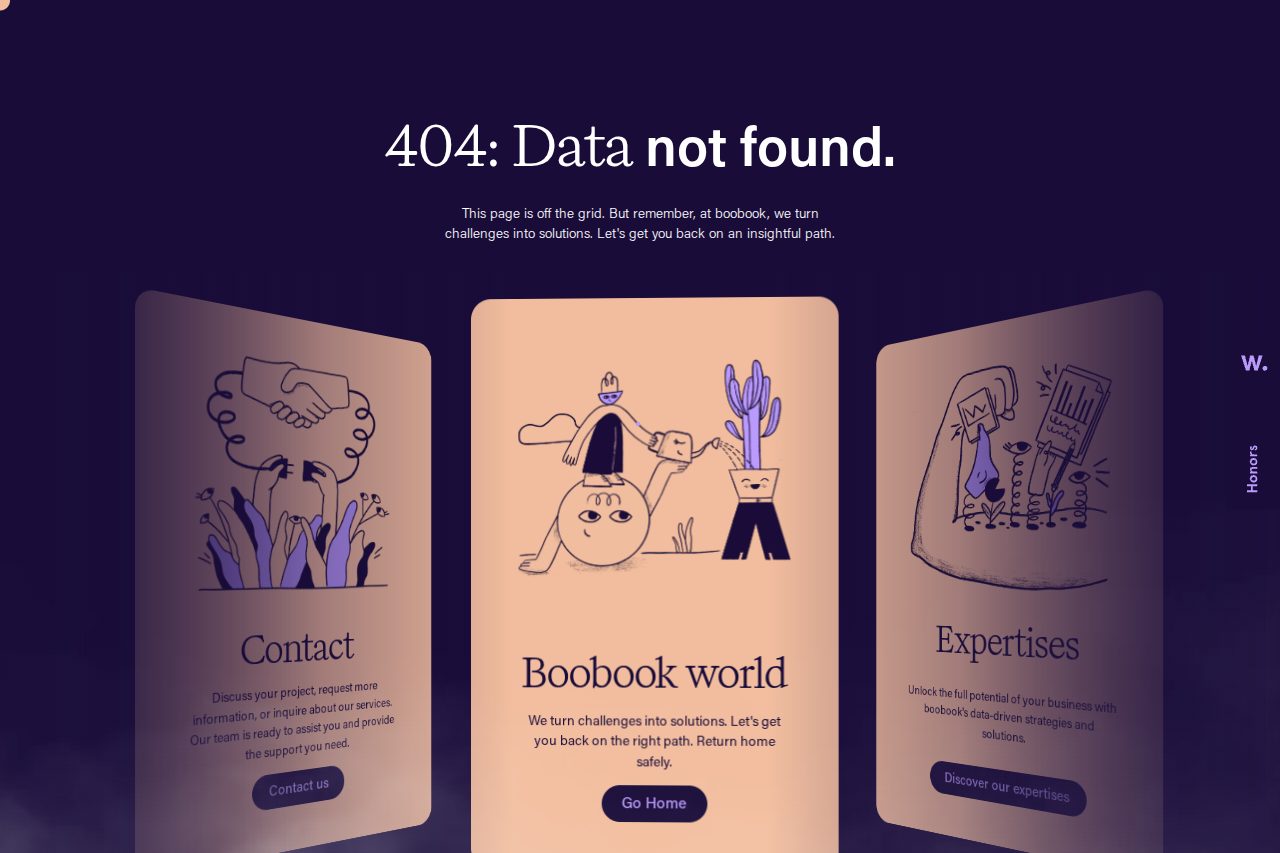 404: Data not found.
This page is off the grid. But remember, at boobook, we turn
challenges into solutions. Let's get you back on an insightful path.
Contact
Discuss your project, request more
information, or inquire about our services.
Our team is ready to assist you and provide
the support you need.
Contact us
Boobook world
We turn challenges into solutions. Let's get
you back on the right path. Return home
safely.
Go Home
Expertises
Unlock the full potential of your business with
boobook's data-driven strategies and
solutions.
Discover our expertises
W.
Honors